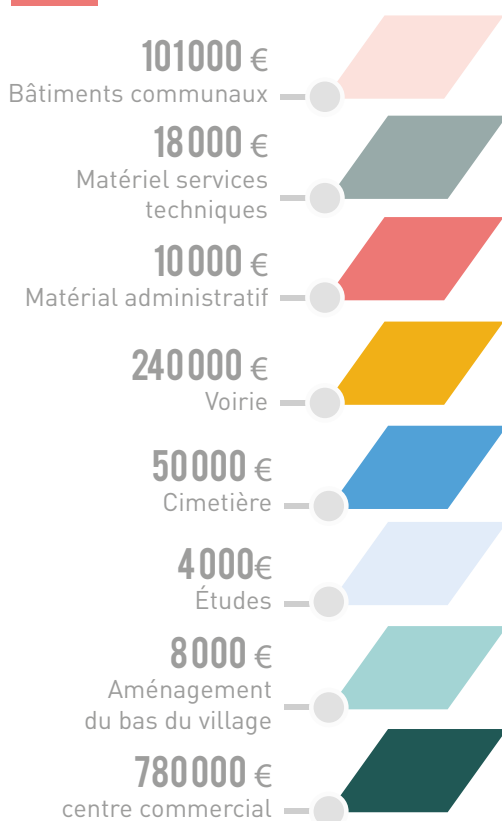 101000 €
Bâtiments communaux
18000 €
Matériel services
techniques
10000 €
Matérial administratif
240000 €
Voirie
50000 €
Cimetière
4000€
Études
8000 €
Aménagement
du bas du village
780000 €
centre commercial